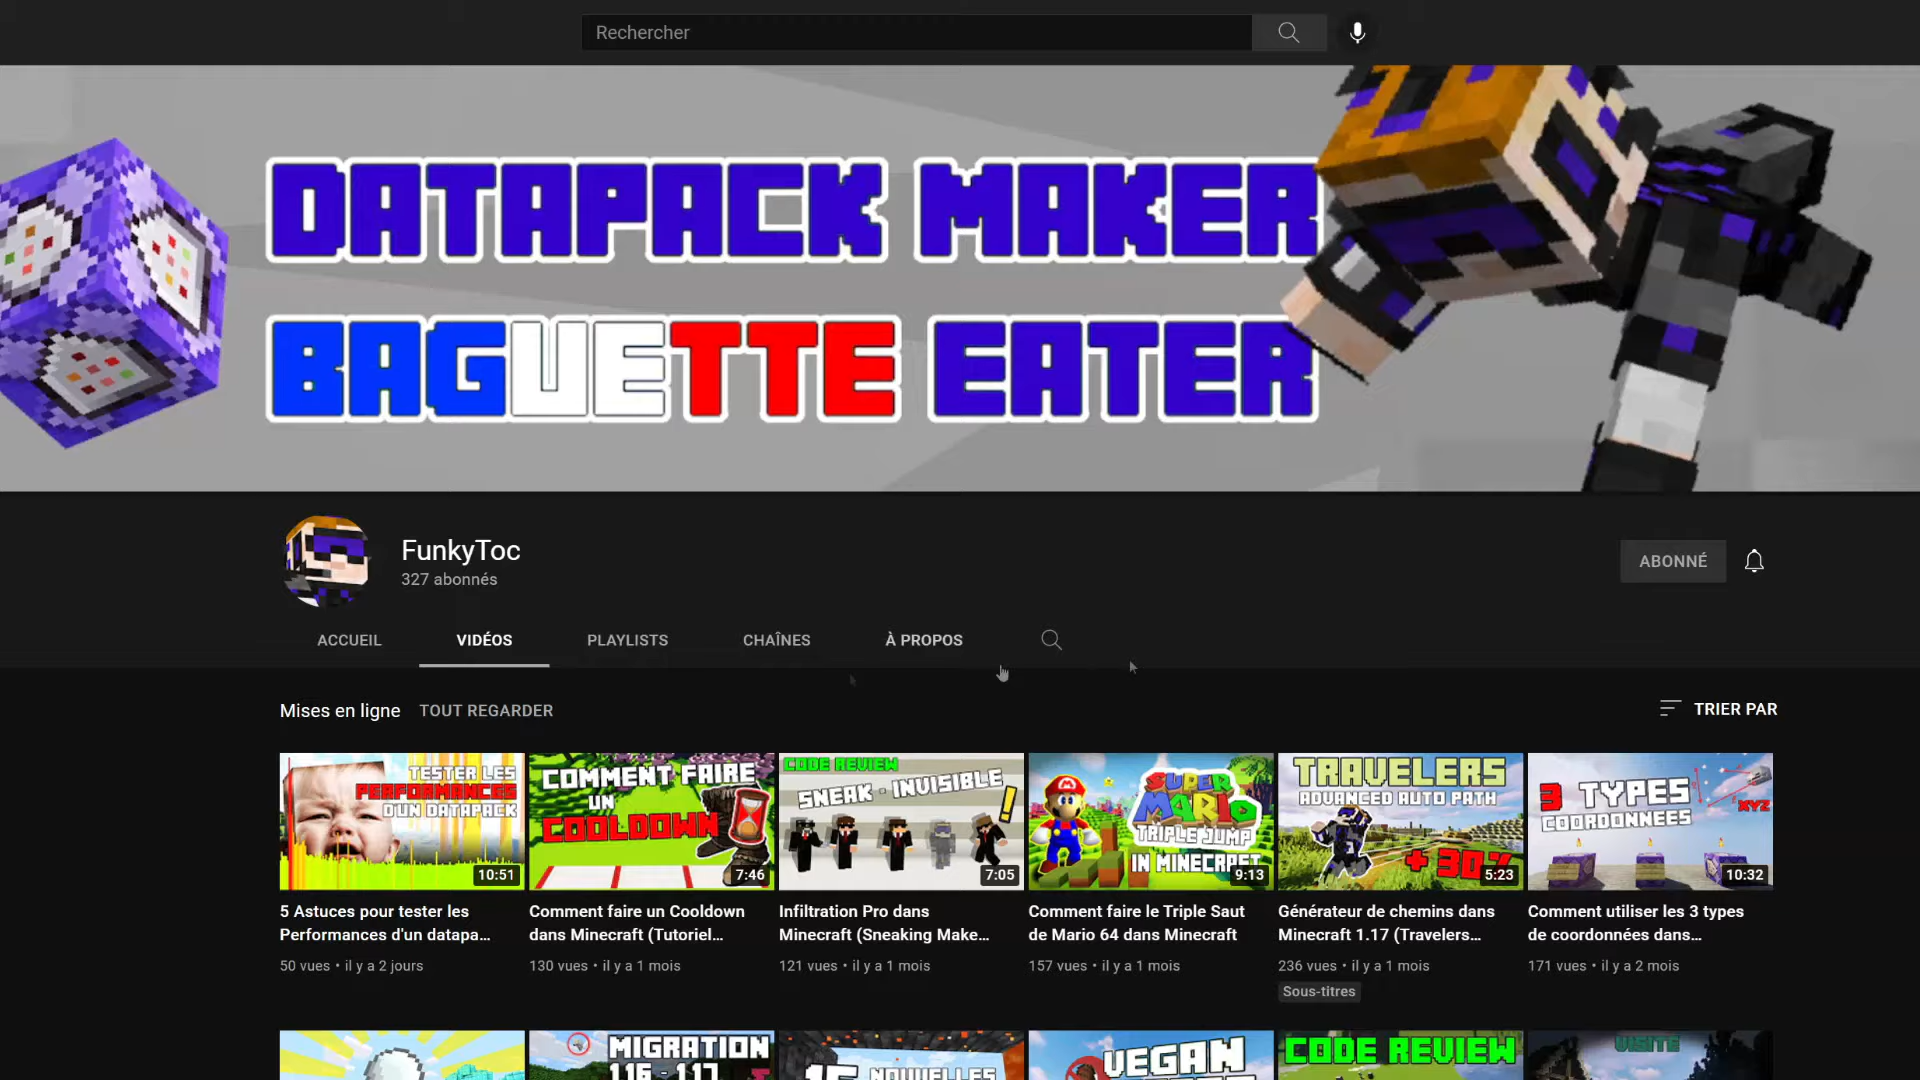 Rechercher
DATAPACK MAKER
BAGUETTE EATER
FunkyToc
327 abonnés
ABONNÉ
ACCUEIL
VIDÉOS
PLAYLISTS
CHAÎNES
À PROPOS
Mises en ligne
TOUT REGARDER
TRIER PAR
TESTER LES
PERFORMANCES
D'UN DATAPACK
10:51
COMMENT FAIRE
UN
COOLDOWN
7:46
CODE REVIEW
SNEAK - INVISIBLE
!
7:05
SUPER
MARIO
TRIPLE JUMP
IN MINECRAFT
9:13
TRAVELERS
ADVANCED AUTO PATH
+ 30%
5:23
3 TYPES
COORDONNEES
XYZ
10:32
5 Astuces pour tester les
Performances d'un datapa...
50 vues • il y a 2 jours
Comment faire un Cooldown
dans Minecraft (Tutoriel...
130 vues • il y a 1 mois
Infiltration Pro dans
Minecraft (Sneaking Make...
121 vues • il y a 1 mois
Comment faire le Triple Saut
de Mario 64 dans Minecraft
157 vues • il y a 1 mois
Générateur de chemins dans
Minecraft 1.17 (Travelers...
236 vues • il y a 1 mois
Sous-titres
Comment utiliser les 3 types
de coordonnées dans...
171 vues • il y a 2 mois
MIGRATION
1.16 - 1.17
15 NOUVELLES
VEGAN
CODE REVIEW
VISITE